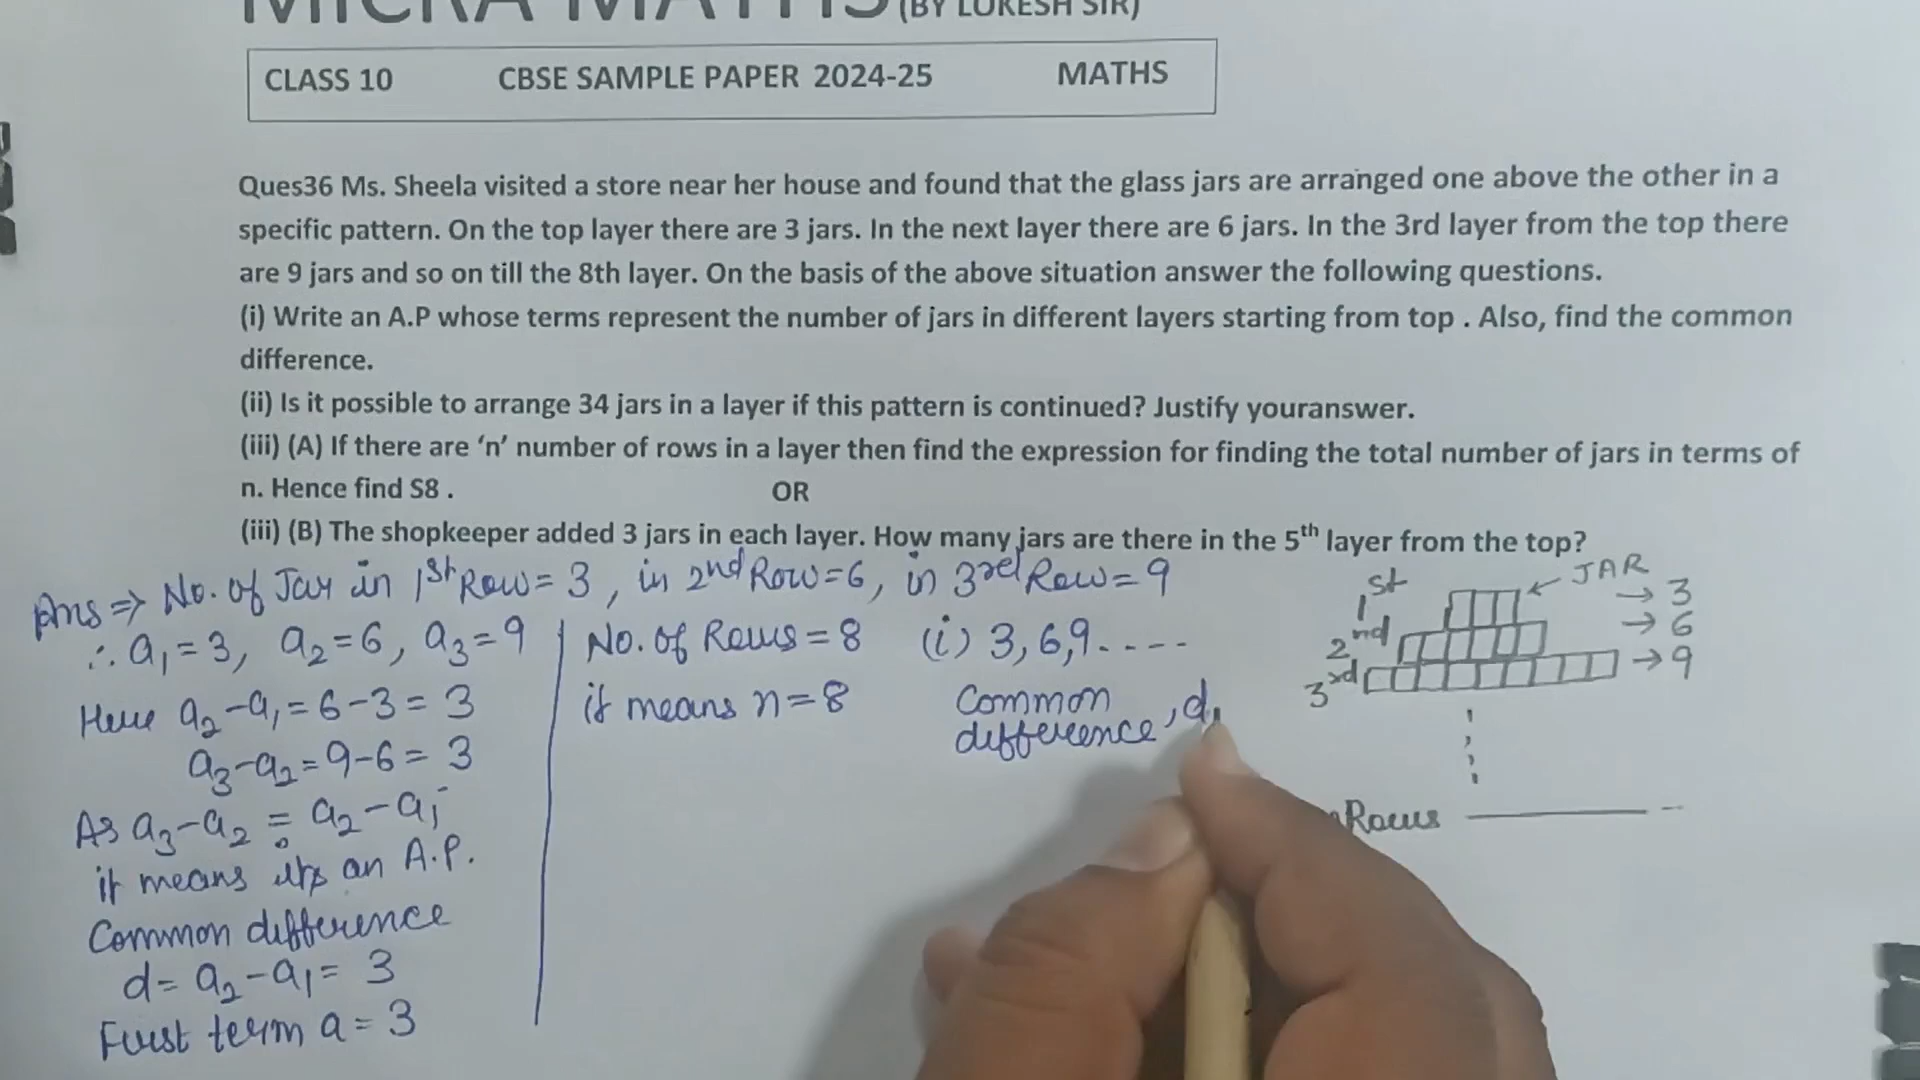 MICRA MATHS (BY LOKESH SIR)
CLASS 10 CBSE SAMPLE PAPER 2024-25 MATHS
Ques36 Ms. Sheela visited a store near her house and found that the glass jars are arranged one above the other in a
specific pattern. On the top layer there are 3 jars. In the next layer there are 6 jars. In the 3rd layer from the top there
are 9 jars and so on till the 8th layer. On the basis of the above situation answer the following questions.
(i) Write an A.P whose terms represent the number of jars in different layers starting from top . Also, find the common
difference.
(ii) Is it possible to arrange 34 jars in a layer if this pattern is continued? Justify youranswer.
(iii) (A) If there are ‘n’ number of rows in a layer then find the expression for finding the total number of jars in terms of
n. Hence find S8 . OR
(iii) (B) The shopkeeper added 3 jars in each layer. How many jars are there in the 5th layer from the top?
Ans ⇒ No. of Jar in 1st Row = 3, in 2nd Row = 6, in 3rd Row = 9
∴ a₁ = 3, a₂ = 6, a₃ = 9
Here a₂ - a₁ = 6 - 3 = 3
a₃ - a₂ = 9 - 6 = 3
As a₃ - a₂ = a₂ - a₁
it means its an A.P.
Common difference
d = a₂ - a₁ = 3
First term a = 3
No. of Rows = 8
it means n = 8
(i) 3, 6, 9 . - - - -
Common
difference, d
JAR
1st → 3
2nd → 6
3rd → 9
Rows